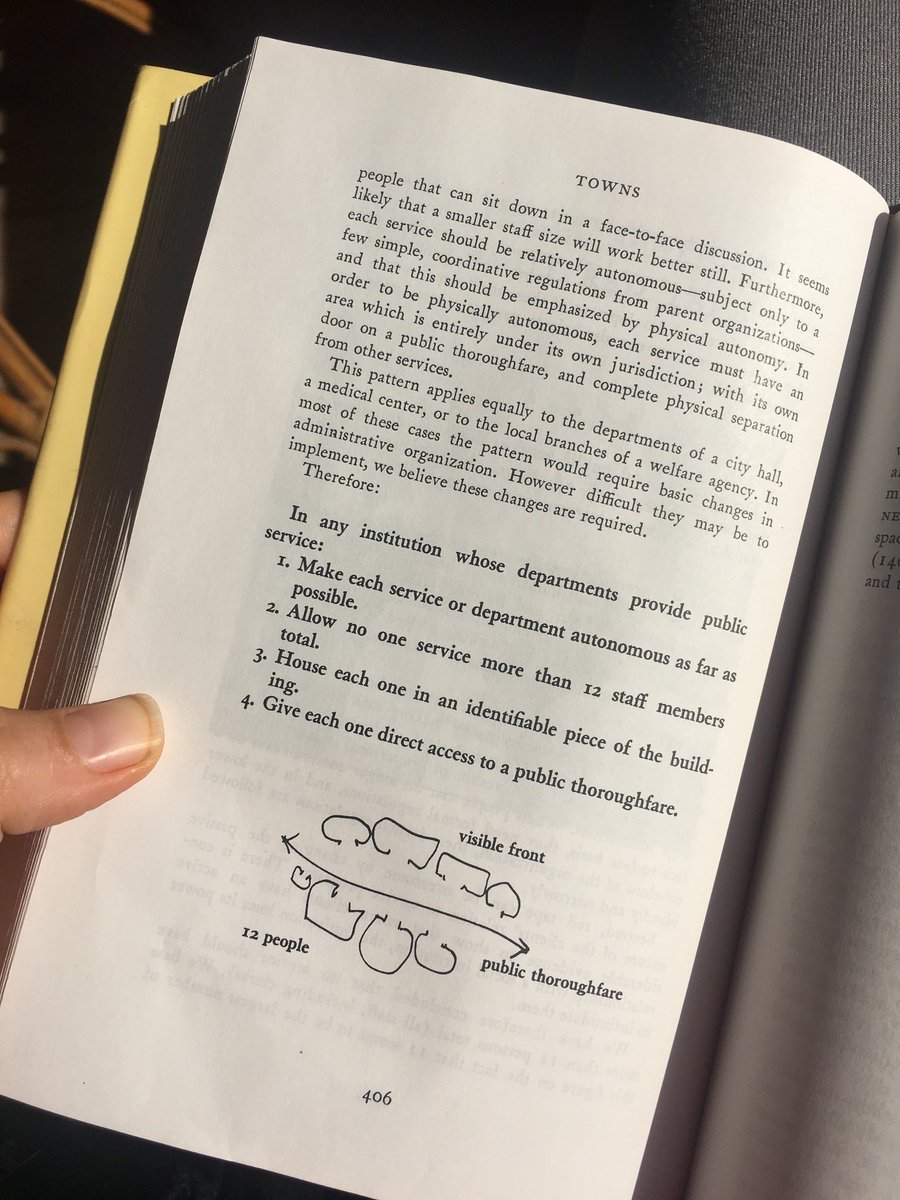 TOWNS
people that can sit down in a face-to-face discussion. It seems
likely that a smaller staff size will work better still. Furthermore,
each service should be relatively autonomous—subject only to a
few simple, coordinative regulations from parent organizations—
and that this should be emphasized by physical autonomy. In
order to be physically autonomous, each service must have an
area which is entirely under its own jurisdiction; with its own
door on a public thoroughfare, and complete physical separation
from other services.
This pattern applies equally to the departments of a city hall,
a medical center, or to the local branches of a welfare agency. In
most of these cases the pattern would require basic changes in
administrative organization. However difficult they may be to
implement, we believe these changes are required.
Therefore:
In any institution whose departments provide public
service:
1. Make each service or department autonomous as far as
possible.
2. Allow no one service more than 12 staff members
total.
3. House each one in an identifiable piece of the build-
ing.
4. Give each one direct access to a public thoroughfare.
visible front
12 people
public thoroughfare
406
NE
spac
(14
and